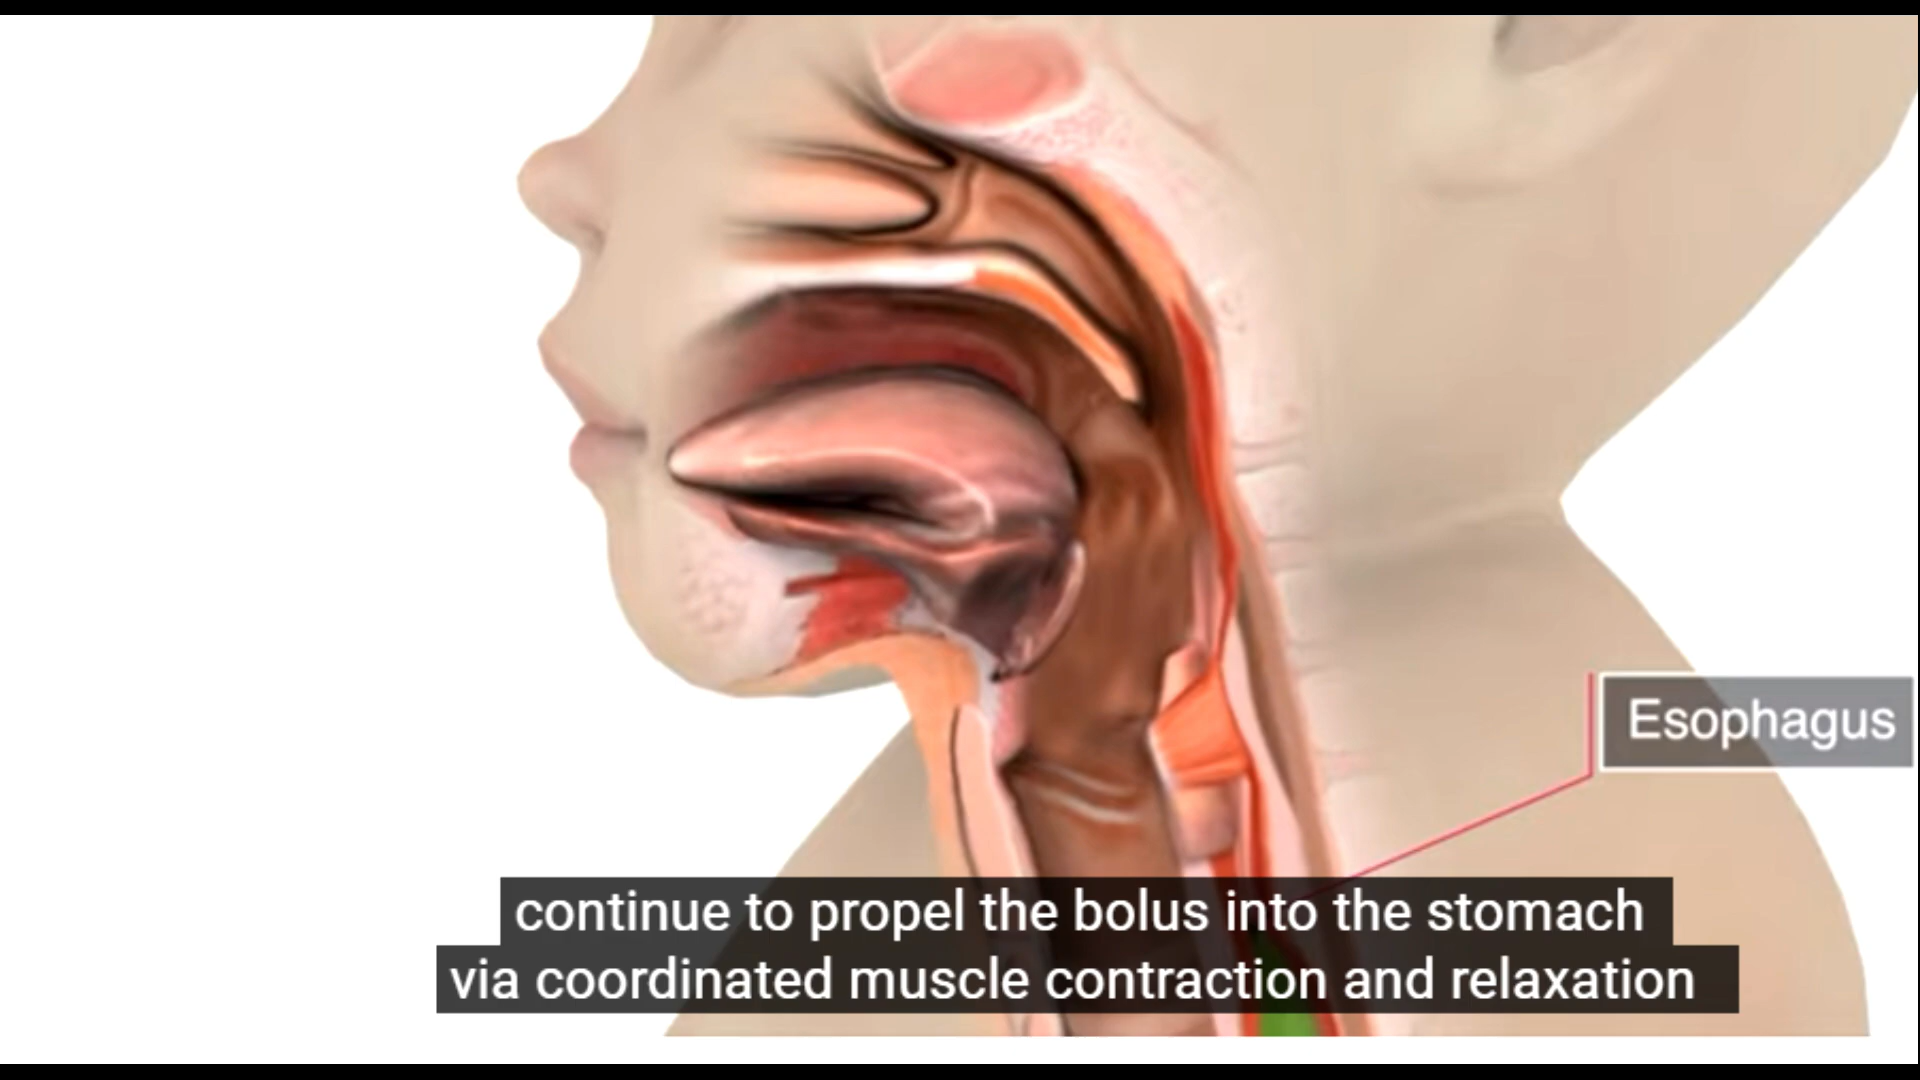 Esophagus
continue to propel the bolus into the stomach
via coordinated muscle contraction and relaxation